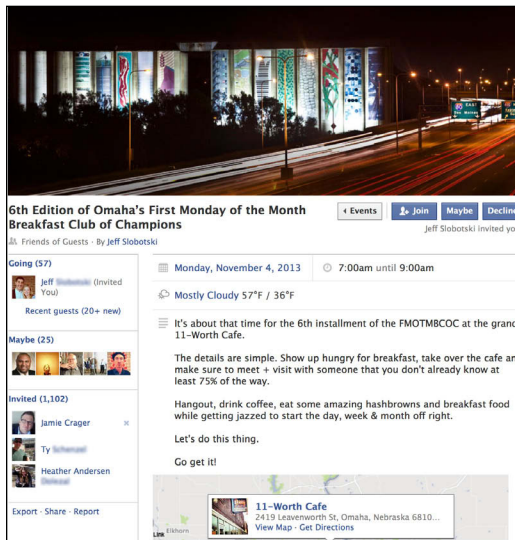 EAST
Des Moines
6th Edition of Omaha's First Monday of the Month
Breakfast Club of Champions
Events
Join
Maybe
Decline
Friends of Guests · By Jeff Slobotski
Jeff Slobotski invited you
Going (57)
Jeff (Invited
You)
Recent guests (20+ new)
Maybe (25)
Invited (1,102)
Jamie Crager
x
Ty
Heather Andersen
Export · Share · Report
Monday, November 4, 2013
7:00am until 9:00am
Mostly Cloudy 57°F / 36°F
It's about that time for the 6th installment of the FMOTMBCOC at the grand
11-Worth Cafe.
The details are simple. Show up hungry for breakfast, take over the cafe an
make sure to meet + visit with someone that you don't already know at
least 75% of the way.
Hangout, drink coffee, eat some amazing hashbrowns and breakfast food
while getting jazzed to start the day, week & month off right.
Let's do this thing.
Go get it!
Elkhorn
11-Worth Cafe
2419 Leavenworth St, Omaha, Nebraska 6810...
View Map · Get Directions